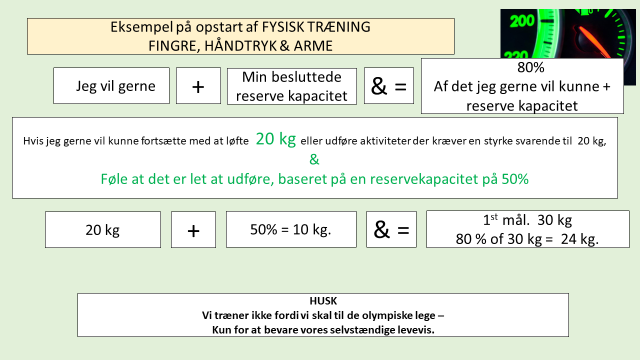 Eksempel på opstart af FYSISK TRÆNING
FINGRE, HÅNDTRYK & ARME
200
220
Jeg vil gerne
+
Min besluttede
reserve kapacitet
& =
80%
Af det jeg gerne vil kunne +
reserve kapacitet
Hvis jeg gerne vil kunne fortsætte med at løfte 20 kg eller udføre aktiviteter der kræver en styrke svarende til 20 kg,
&
Føle at det er let at udføre, baseret på en reservekapacitet på 50%
20 kg
+
50% = 10 kg.
& =
1st mål. 30 kg
80 % of 30 kg = 24 kg.
HUSK
Vi træner ikke fordi vi skal til de olympiske lege –
Kun for at bevare vores selvstændige levevis.